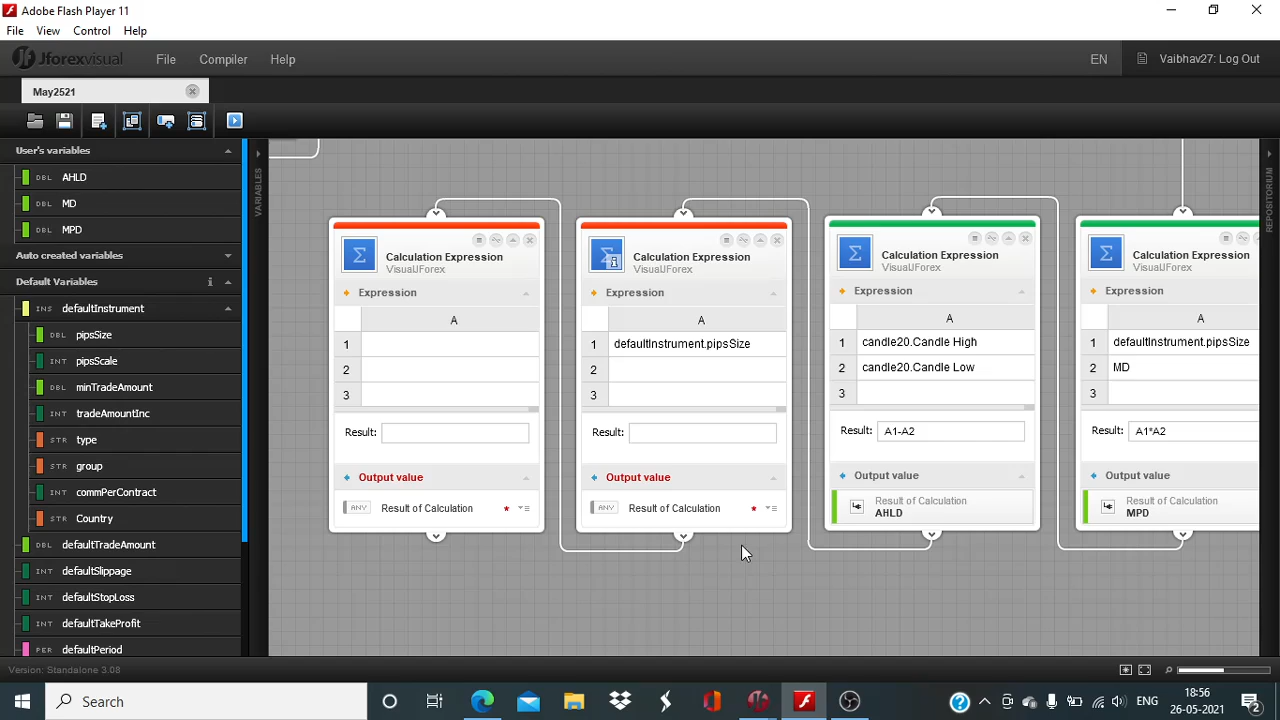 Adobe Flash Player 11
File View Control Help
Jforexvisual File Compiler Help EN Vaibhav27: Log Out
May2521
User's variables
DBL AHLD
DBL MD
DBL MPD
Auto created variables
Default Variables i
INS defaultInstrument
DBL pipsSize
INT pipsScale
DBL minTradeAmount
INT tradeAmountInc
STR type
STR group
INT commPerContract
STR Country
DBL defaultTradeAmount
INT defaultSlippage
INT defaultStopLoss
INT defaultTakeProfit
PER defaultPeriod
VARIABLES
Calculation Expression
VisualJForex
Expression
A
1
2
3
Result:
Output value
ANY Result of Calculation *
Calculation Expression
VisualJForex
Expression
A
1 defaultInstrument.pipsSize
2
3
Result:
Output value
ANY Result of Calculation *
Calculation Expression
VisualJForex
Expression
A
1 candle20.Candle High
2 candle20.Candle Low
3
Result: A1-A2
Output value
Result of Calculation
AHLD
Calculation Expression
VisualJForex
Expression
A
1 defaultInstrument.pipsSize
2 MD
3
Result: A1*A2
Output value
Result of Calculation
MPD
REPOSITORIUM
Version: Standalone 3.08
Search
ENG
18:56
26-05-2021
2